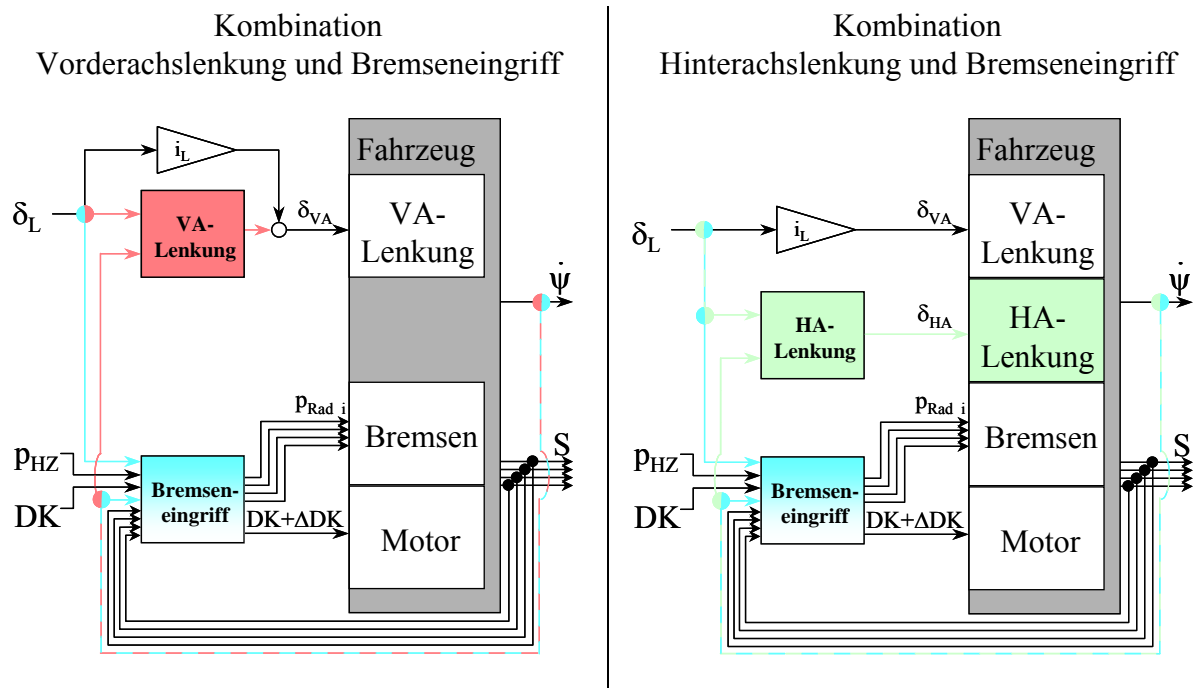 Kombination
Vorderachslenkung und Bremseneingriff
i_L
Fahrzeug
δ_L
VA-
Lenkung
δ_VA
VA-
Lenkung
ψ̇
p_Rad i
Bremsen
S
p_HZ
DK
Bremsen-
eingriff
DK+ΔDK
Motor
Kombination
Hinterachslenkung und Bremseneingriff
Fahrzeug
δ_L
i_L
δ_VA
VA-
Lenkung
ψ̇
HA-
Lenkung
δ_HA
HA-
Lenkung
p_Rad i
Bremsen
S
p_HZ
DK
Bremsen-
eingriff
DK+ΔDK
Motor